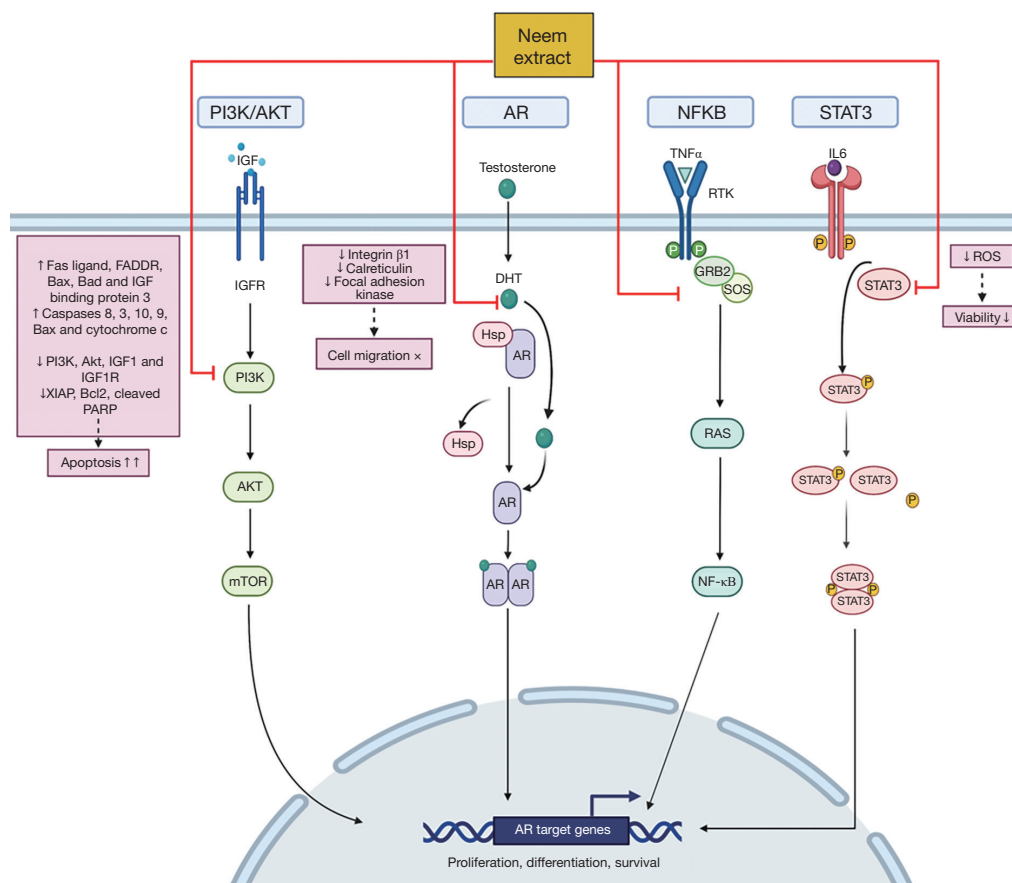 Neem
extract
PI3K/AKT
AR
NFKB
STAT3
IGF
Testosterone
TNFα
RTK
IL6
P
P
P
P
↑ Fas ligand, FADDR,
Bax, Bad and IGF
binding protein 3
↑ Caspases 8, 3, 10, 9,
Bax and cytochrome c
↓ PI3K, Akt, IGF1 and
IGF1R
↓XIAP, Bcl2, cleaved
PARP
Apoptosis ↑↑
IGFR
PI3K
AKT
mTOR
↓ Integrin β1
↓ Calreticulin
↓ Focal adhesion
kinase
Cell migration ×
DHT
Hsp
AR
Hsp
AR
AR
AR
GRB2
SOS
RAS
NF-κB
STAT3
STAT3
P
STAT3
P
STAT3
P
STAT3
P
P
STAT3
↓ ROS
Viability ↓
AR target genes
Proliferation, differentiation, survival